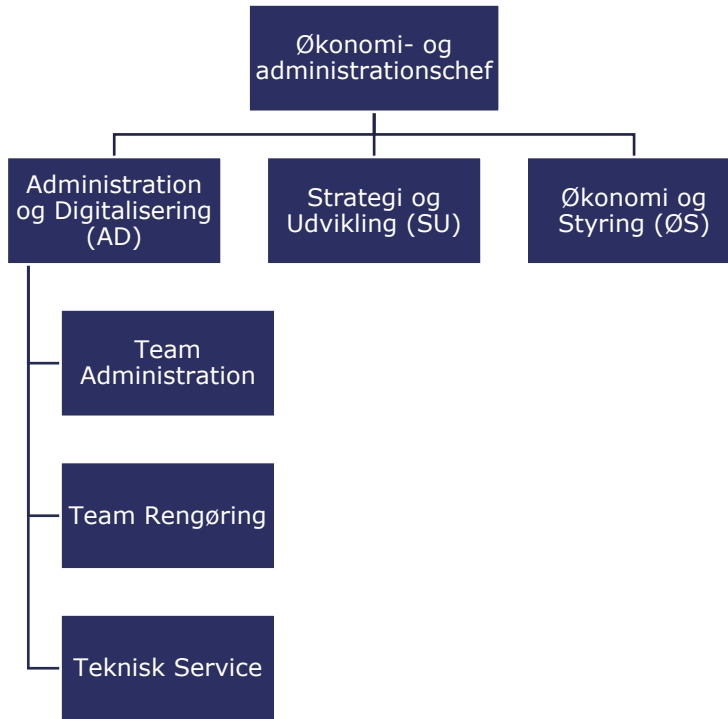 Økonomi- og
administrationschef
Administration
og Digitalisering
(AD)
Strategi og
Udvikling (SU)
Økonomi og
Styring (ØS)
Team
Administration
Team Rengøring
Teknisk Service